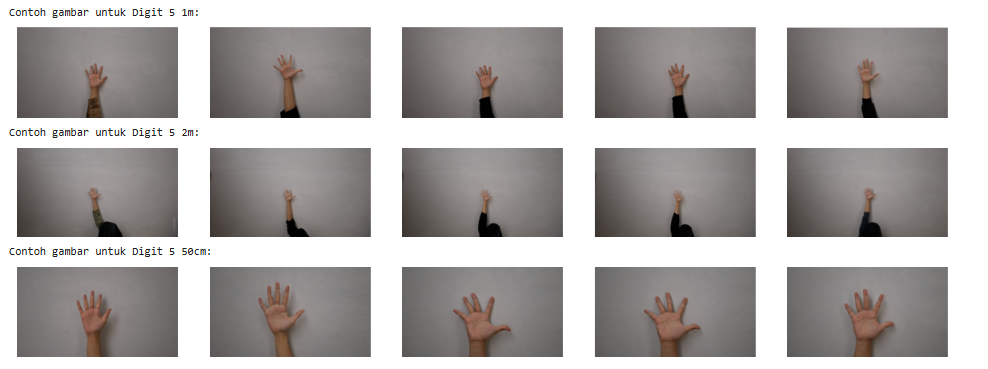 Contoh gambar untuk Digit 5 1m:
Contoh gambar untuk Digit 5 2m:
Contoh gambar untuk Digit 5 50cm: